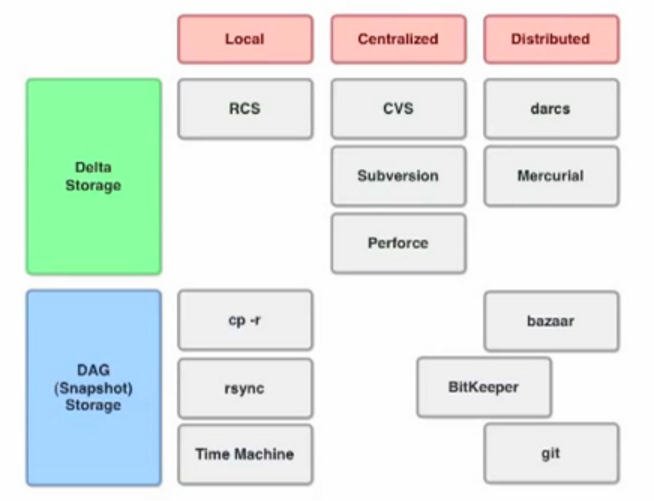 Local
Centralized
Distributed
Delta
Storage
RCS
CVS
darcs
Subversion
Mercurial
Perforce
DAG
(Snapshot)
Storage
cp -r
bazaar
rsync
BitKeeper
Time Machine
git